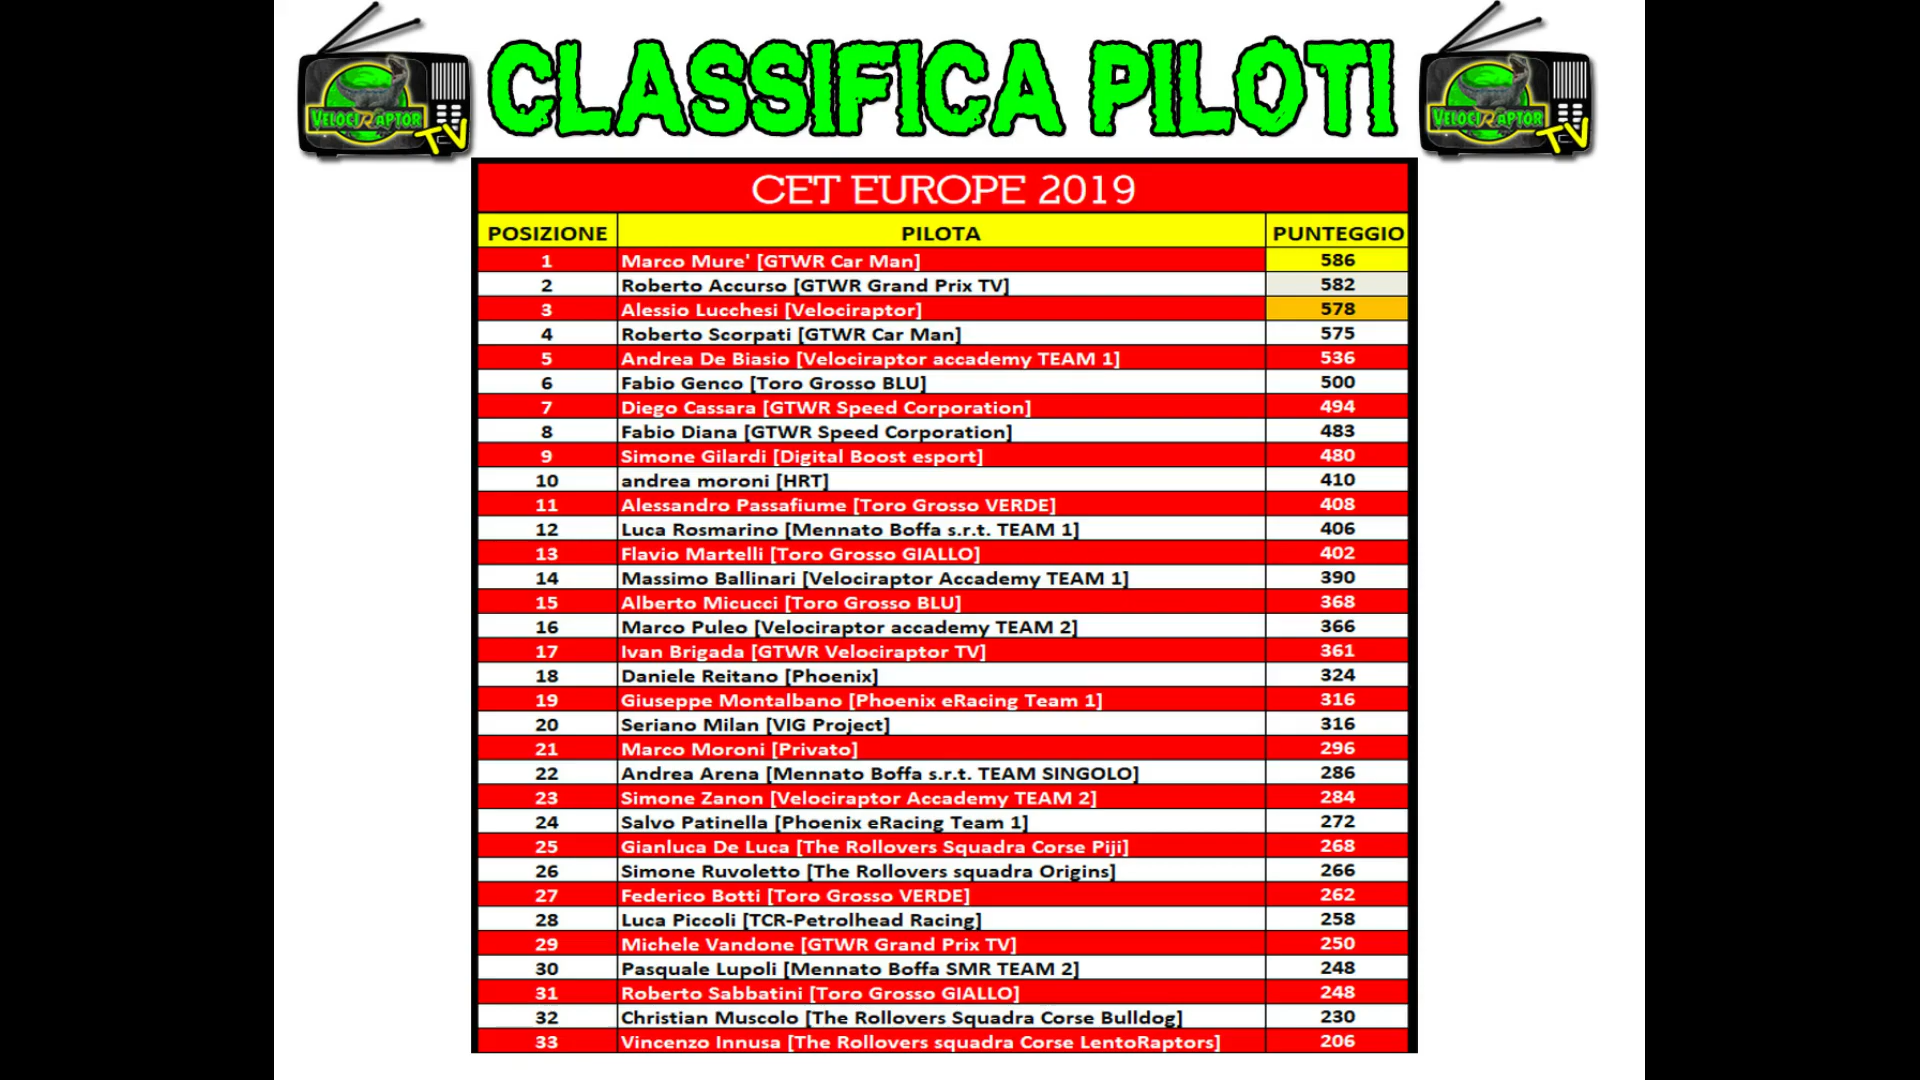 VELOCIRAPTOR TV
CLASSIFICA PILOTI
VELOCIRAPTOR TV
CET EUROPE 2019
POSIZIONE PILOTA PUNTEGGIO
1 Marco Mure' [GTWR Car Man] 586
2 Roberto Accurso [GTWR Grand Prix TV] 582
3 Alessio Lucchesi [Velociraptor] 578
4 Roberto Scorpati [GTWR Car Man] 575
5 Andrea De Biasio [Velociraptor accademy TEAM 1] 536
6 Fabio Genco [Toro Grosso BLU] 500
7 Diego Cassara [GTWR Speed Corporation] 494
8 Fabio Diana [GTWR Speed Corporation] 483
9 Simone Gilardi [Digital Boost esport] 480
10 andrea moroni [HRT] 410
11 Alessandro Passafiume [Toro Grosso VERDE] 408
12 Luca Rosmarino [Mennato Boffa s.r.t. TEAM 1] 406
13 Flavio Martelli [Toro Grosso GIALLO] 402
14 Massimo Ballinari [Velociraptor Accademy TEAM 1] 390
15 Alberto Micucci [Toro Grosso BLU] 368
16 Marco Puleo [Velociraptor accademy TEAM 2] 366
17 Ivan Brigada [GTWR Velociraptor TV] 361
18 Daniele Reitano [Phoenix] 324
19 Giuseppe Montalbano [Phoenix eRacing Team 1] 316
20 Seriano Milan [VIG Project] 316
21 Marco Moroni [Privato] 296
22 Andrea Arena [Mennato Boffa s.r.t. TEAM SINGOLO] 286
23 Simone Zanon [Velociraptor Accademy TEAM 2] 284
24 Salvo Patinella [Phoenix eRacing Team 1] 272
25 Gianluca De Luca [The Rollovers Squadra Corse Piji] 268
26 Simone Ruvoletto [The Rollovers squadra Origins] 266
27 Federico Botti [Toro Grosso VERDE] 262
28 Luca Piccoli [TCR-Petrolhead Racing] 258
29 Michele Vandone [GTWR Grand Prix TV] 250
30 Pasquale Lupoli [Mennato Boffa SMR TEAM 2] 248
31 Roberto Sabbatini [Toro Grosso GIALLO] 248
32 Christian Muscolo [The Rollovers Squadra Corse Bulldog] 230
33 Vincenzo Innusa [The Rollovers squadra Corse LentoRaptors] 206